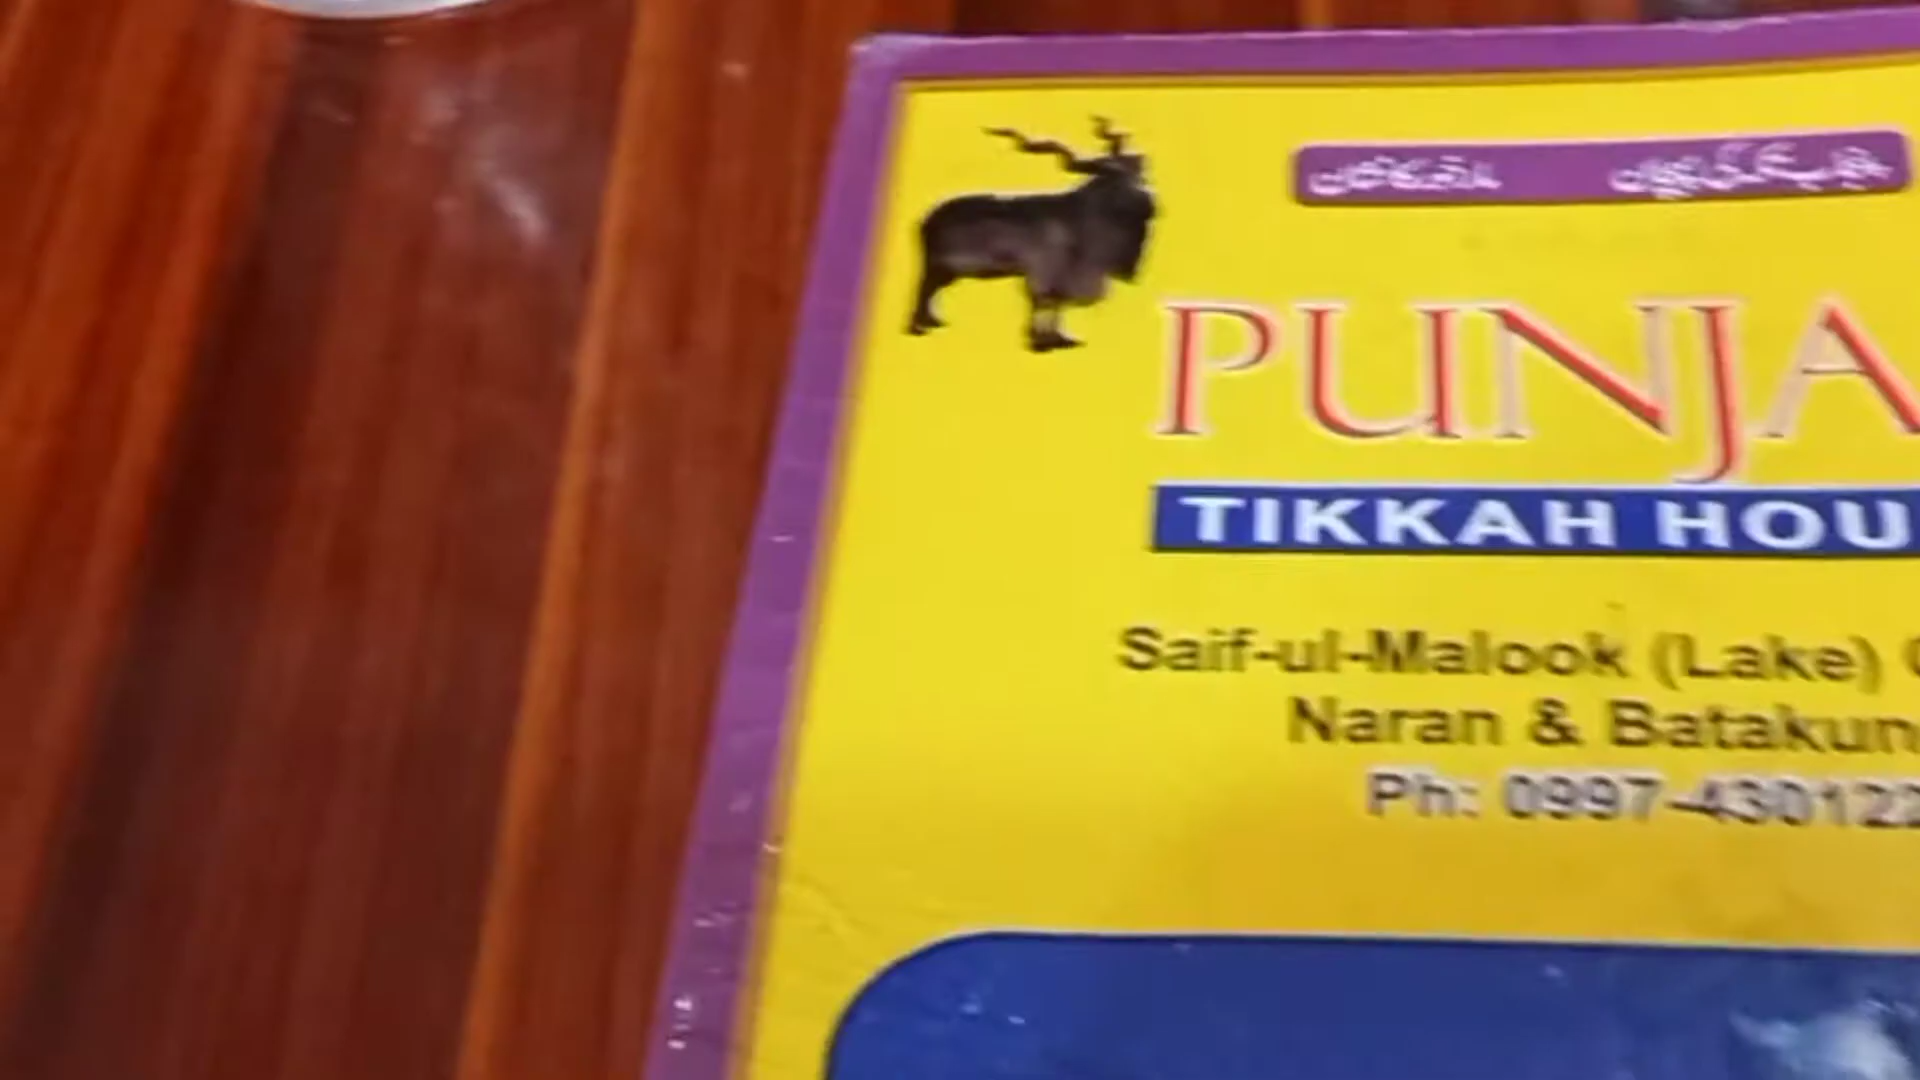 PUNJA
TIKKAH HOU
Saif-ul-Malook (Lake)
Naran & Batakun
Ph: 0997-430122